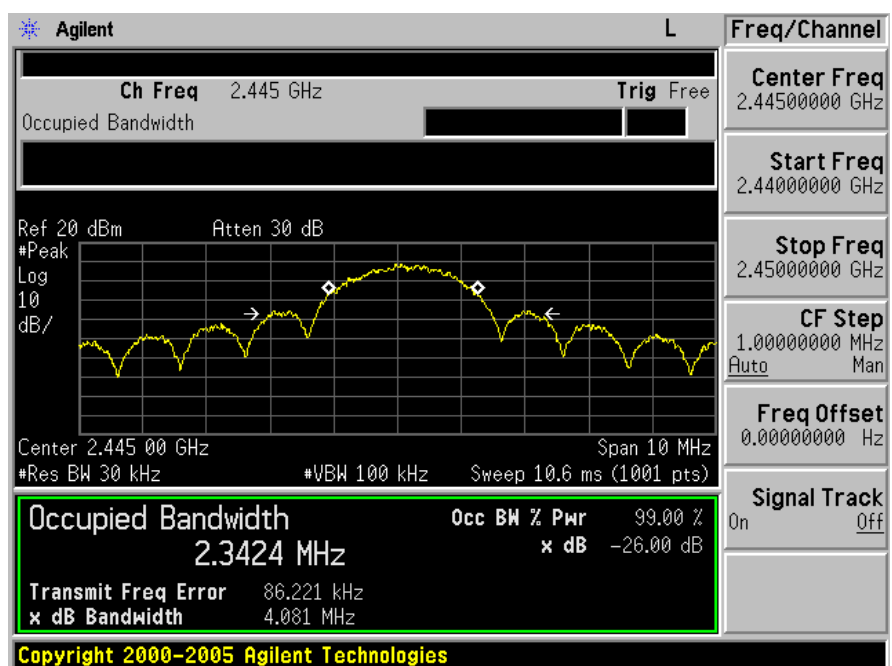 Agilent L Freq/Channel
Ch Freq 2.445 GHz Trig Free
Occupied Bandwidth
Center Freq
2.44500000 GHz
Start Freq
2.44000000 GHz
Stop Freq
2.45000000 GHz
CF Step
1.00000000 MHz
Auto Man
Freq Offset
0.00000000 Hz
Signal Track
On Off
Ref 20 dBm Atten 30 dB
#Peak
Log
10
dB/
Center 2.445 00 GHz Span 10 MHz
#Res BW 30 kHz #VBW 100 kHz Sweep 10.6 ms (1001 pts)
Occupied Bandwidth Occ BW % Pwr 99.00 %
2.3424 MHz x dB -26.00 dB
Transmit Freq Error 86.221 kHz
x dB Bandwidth 4.081 MHz
Copyright 2000-2005 Agilent Technologies